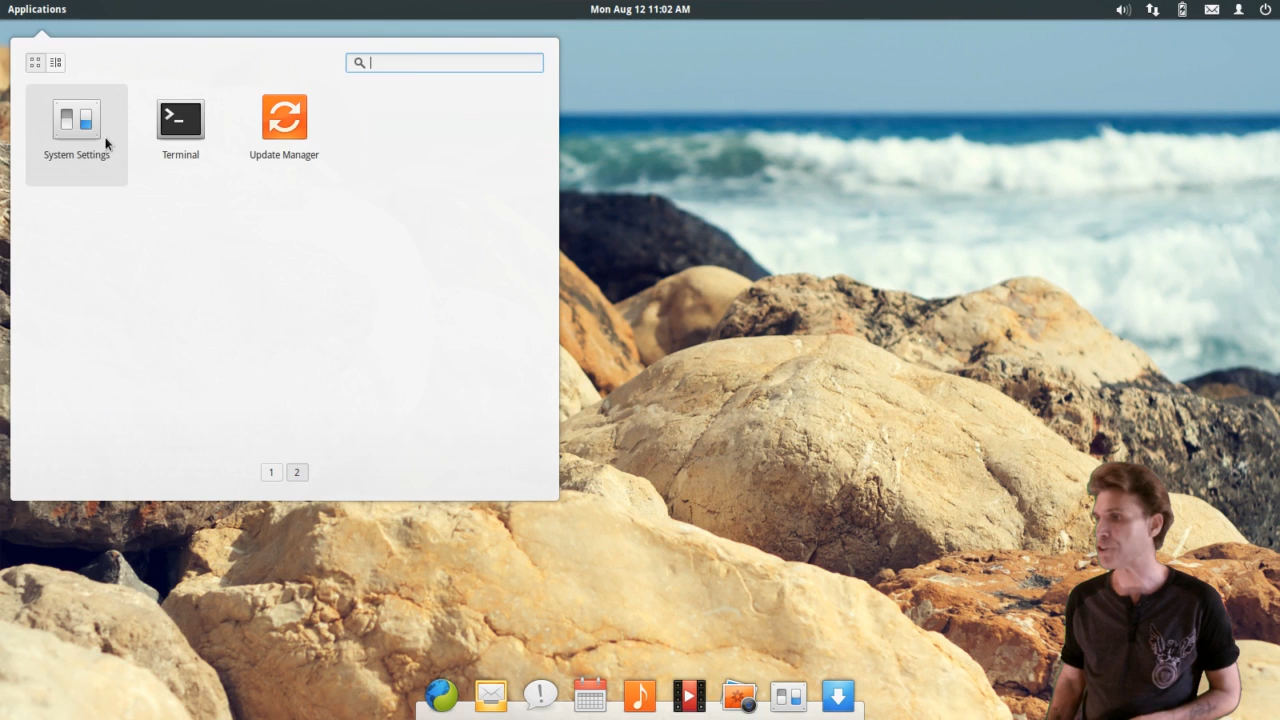 Applications
Mon Aug 12 11:02 AM
System Settings
Terminal
Update Manager
1
2